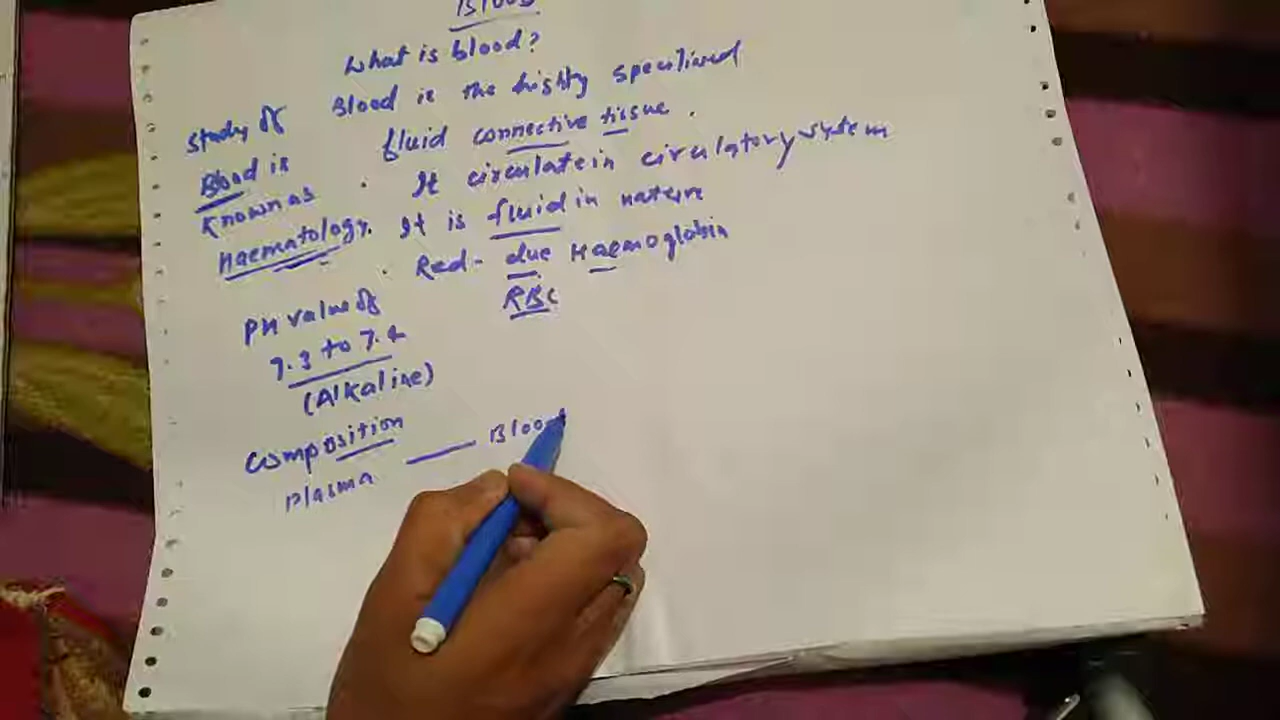 Blood
What is blood?
Blood is the highly specilized
fluid connective tissue.
It circulate in circulatory system
It is fluid in nature
Red - due Haemoglobin
RBC
Study of
Blood is
Known as
Haematology.
PH value of
7.3 to 7.4
(Alkaline)
Composition
Plasma — Blood